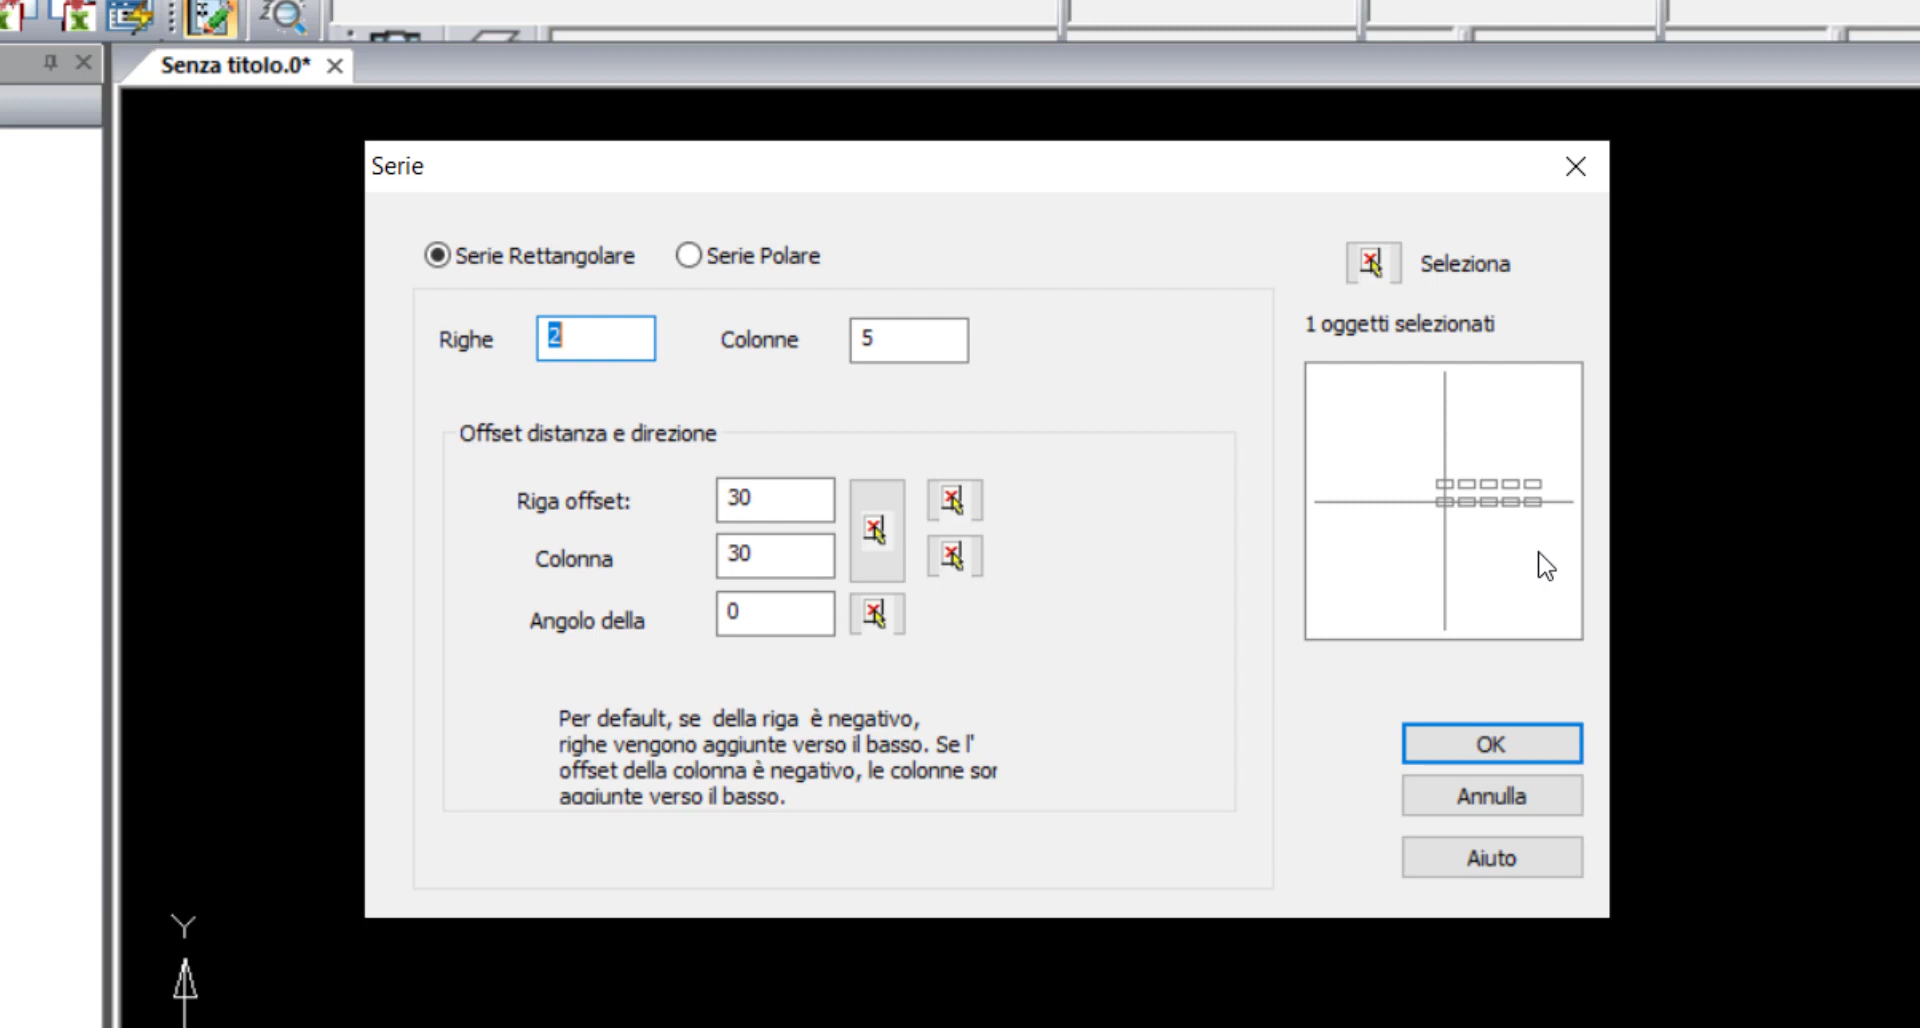 Senza titolo.0*
Serie
Serie Rettangolare
Serie Polare
Seleziona
1 oggetti selezionati
Righe
2
Colonne
5
Offset distanza e direzione
Riga offset:
30
Colonna
30
Angolo della
0
Per default, se della riga è negativo,
righe vengono aggiunte verso il basso. Se l'
offset della colonna è negativo, le colonne sor
aggiunte verso il basso.
OK
Annulla
Aiuto
Y